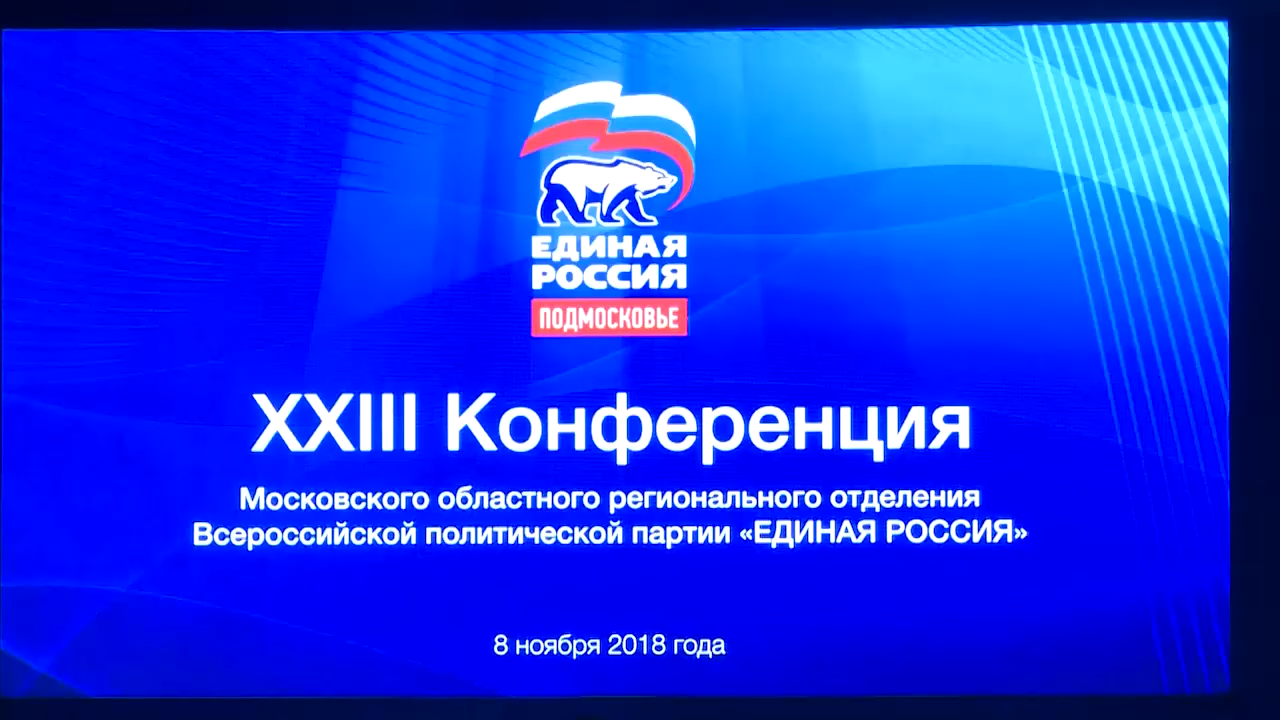 ЕДИНАЯ
РОССИЯ
ПОДМОСКОВЬЕ
XXIII Конференция
Московского областного регионального отделения
Всероссийской политической партии «ЕДИНАЯ РОССИЯ»
8 ноября 2018 года